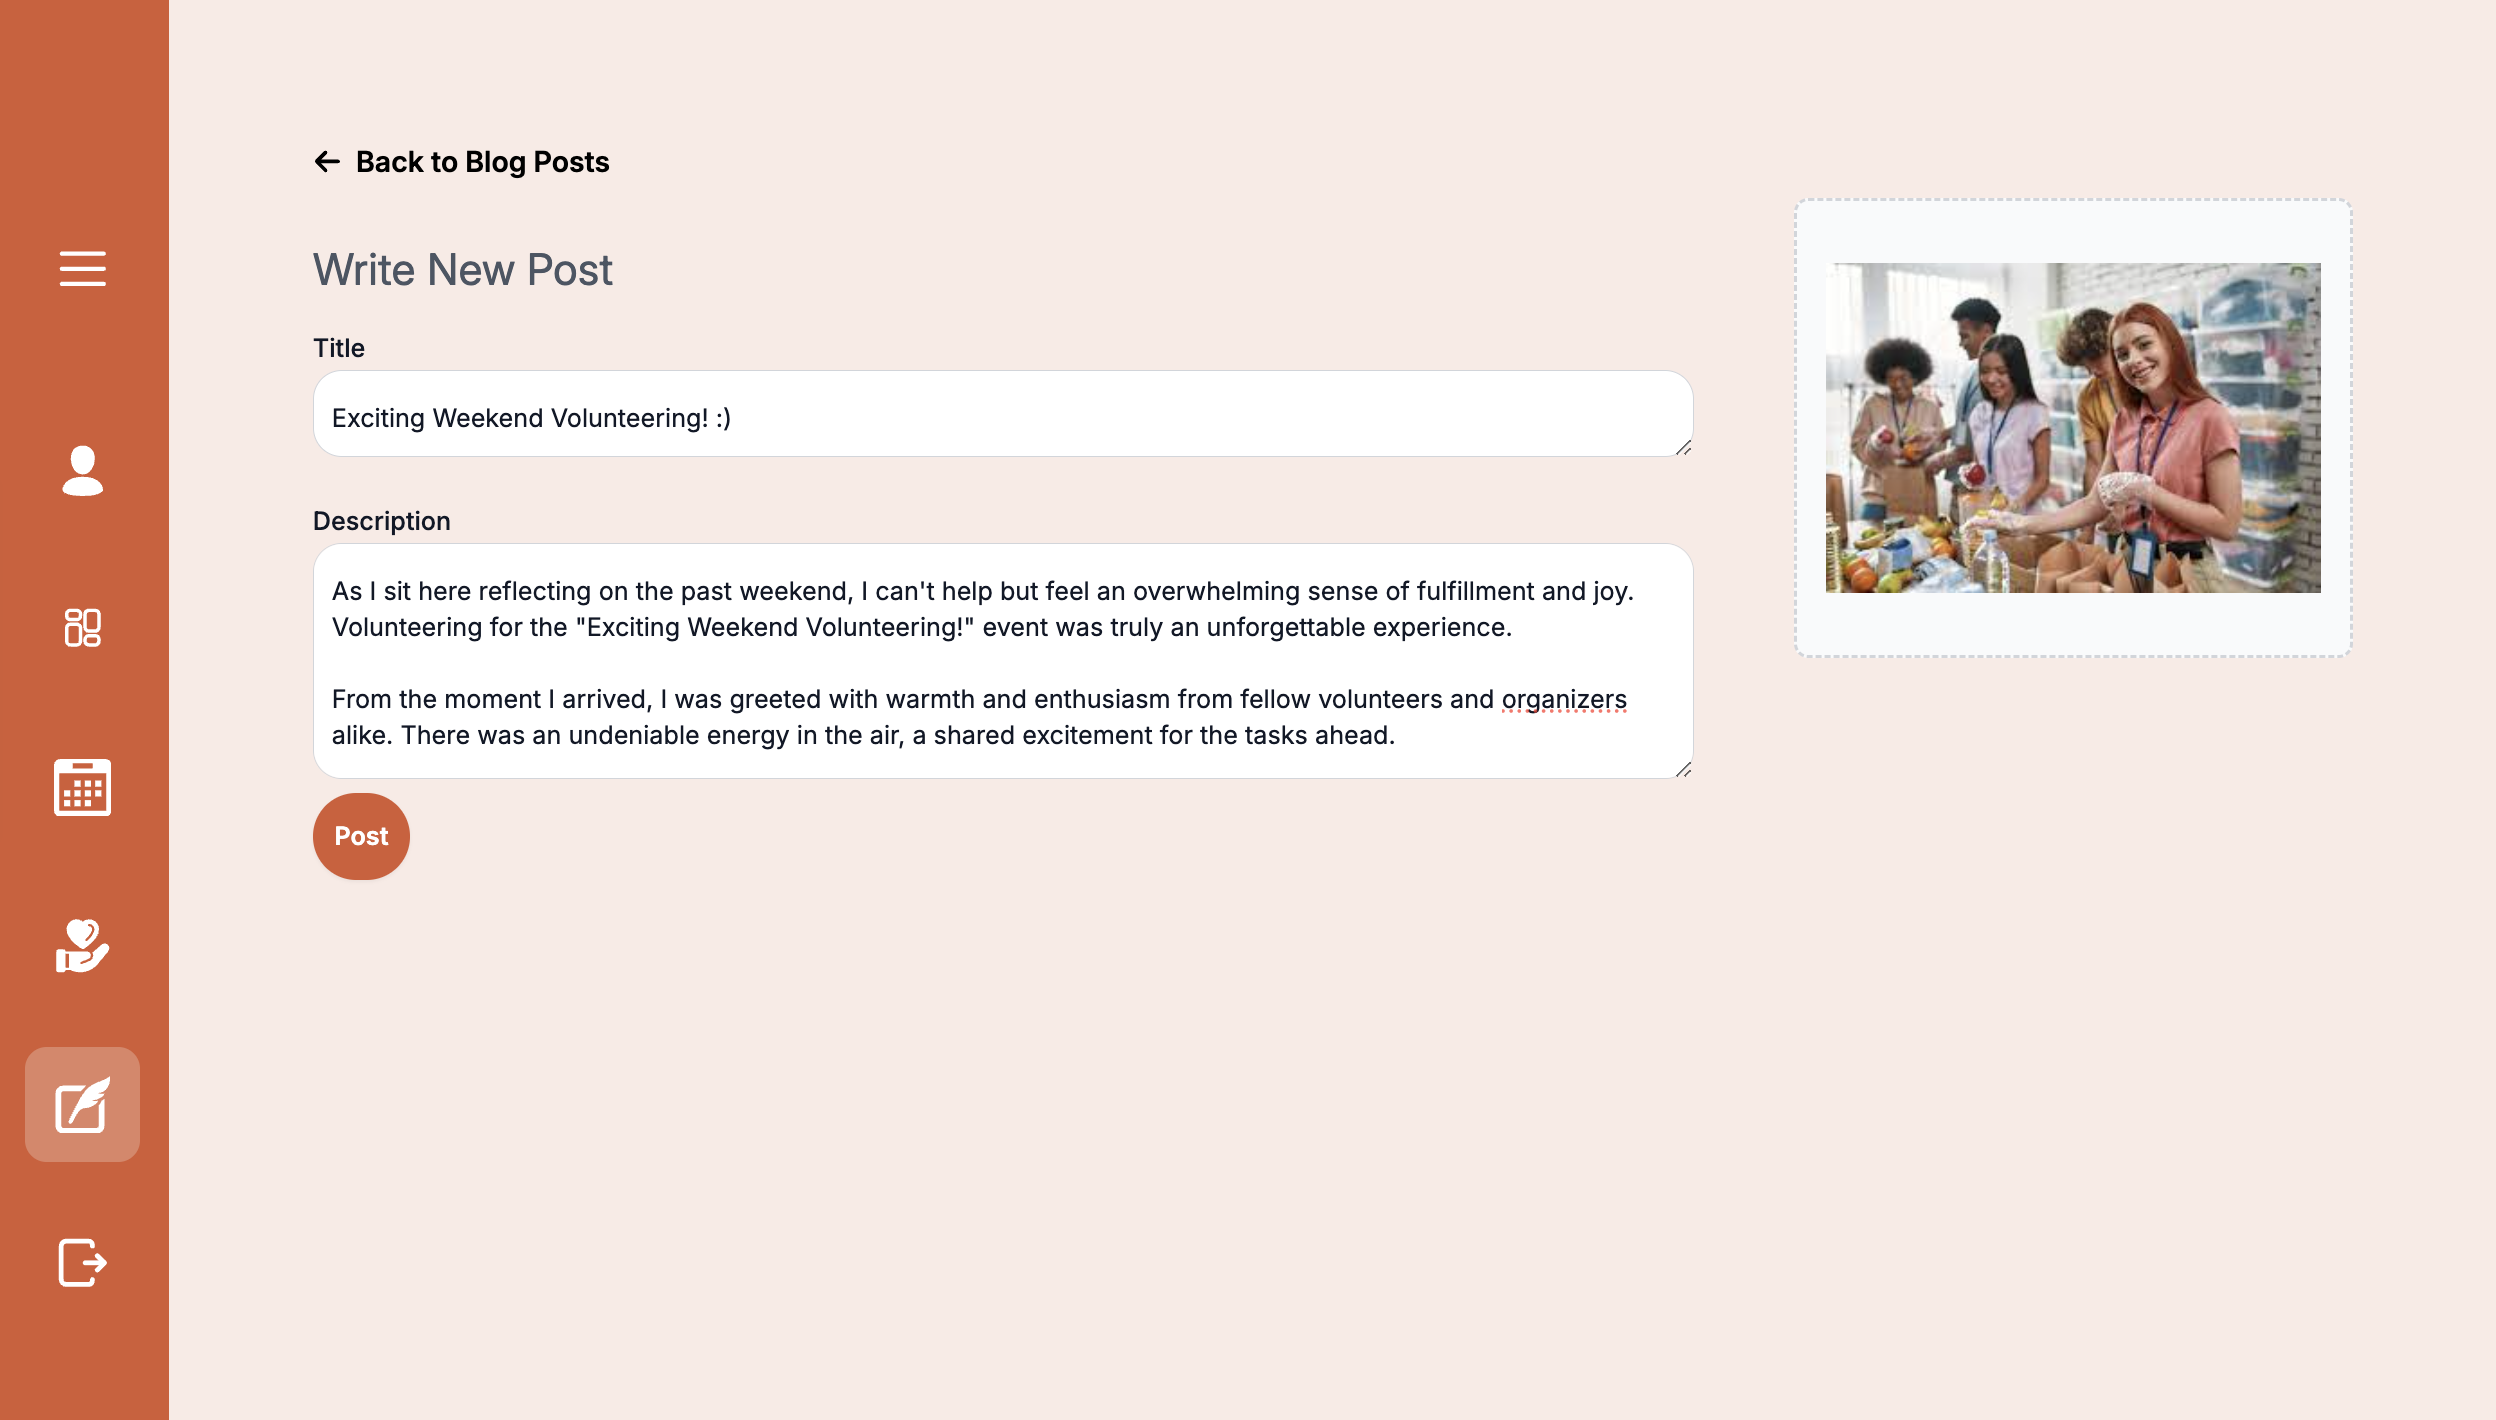 Back to Blog Posts
Write New Post
Title
Exciting Weekend Volunteering! :)
Description
As I sit here reflecting on the past weekend, I can't help but feel an overwhelming sense of fulfillment and joy.
Volunteering for the "Exciting Weekend Volunteering!" event was truly an unforgettable experience.
From the moment I arrived, I was greeted with warmth and enthusiasm from fellow volunteers and organizers
alike. There was an undeniable energy in the air, a shared excitement for the tasks ahead.
Post